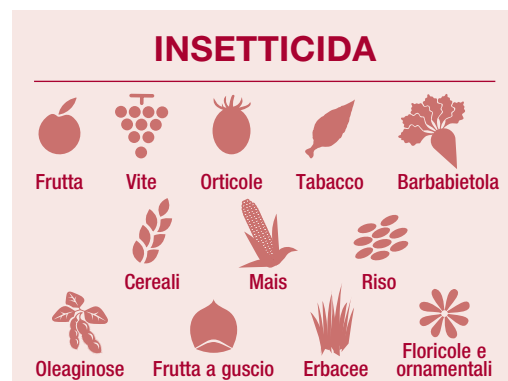 INSETTICIDA
Frutta Vite Orticole Tabacco Barbabietola
Cereali Mais Riso
Oleaginose Frutta a guscio Erbacee Floricole e
ornamentali